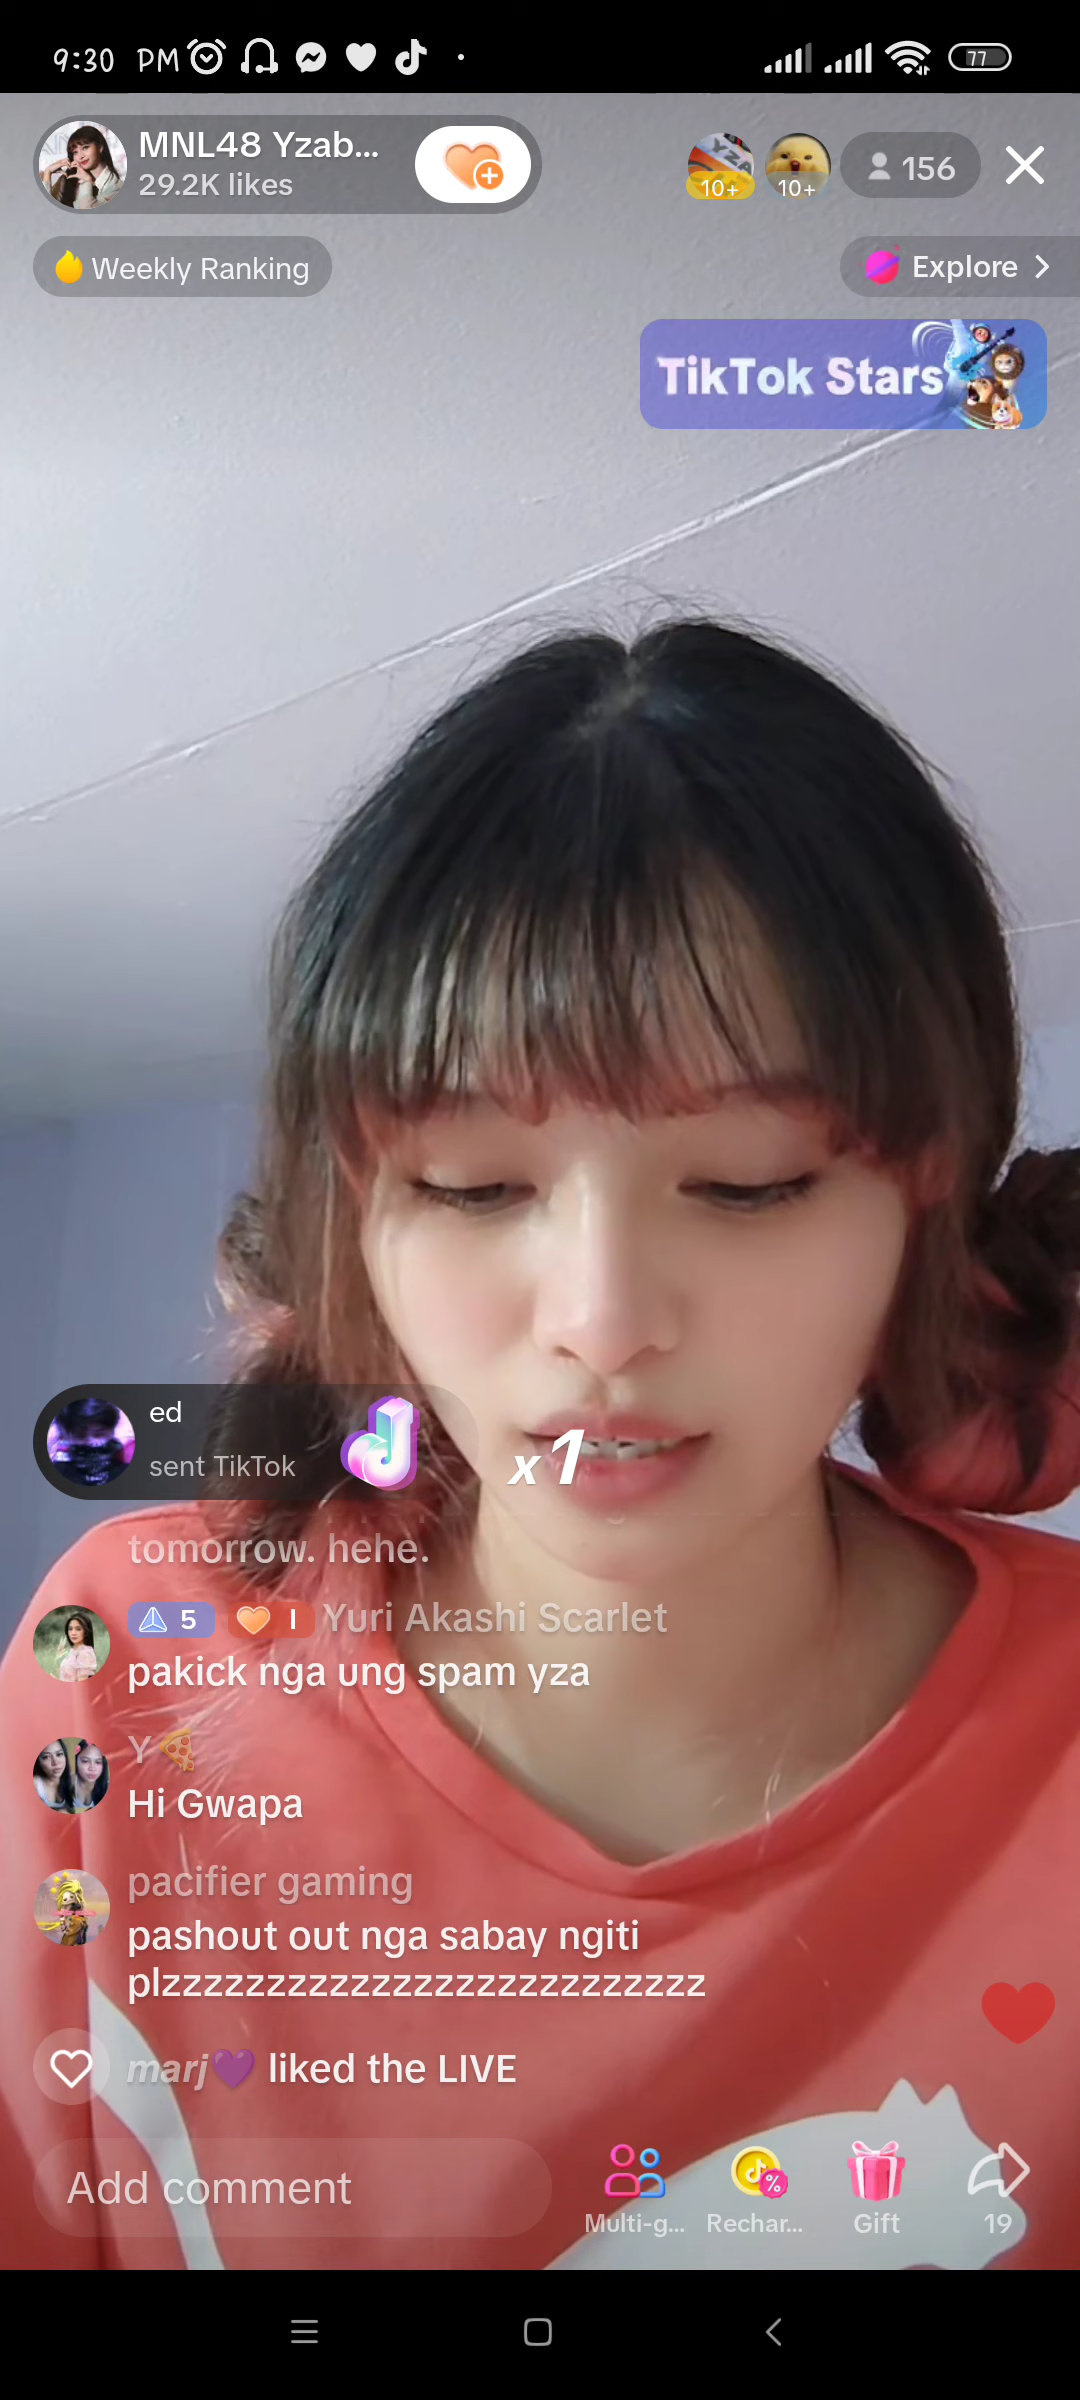 9:30 PM
77
MNL48 Yzab...
29.2K likes
10+
10+
156
Weekly Ranking
Explore
TikTok Stars
ed
sent TikTok
x1
tomorrow. hehe.
5 I Yuri Akashi Scarlet
pakick nga ung spam yza
Y🍕
Hi Gwapa
pacifier gaming
pashout out nga sabay ngiti
plzzzzzzzzzzzzzzzzzzzzzzzzzz
marj💜 liked the LIVE
Add comment
Multi-g...
Rechar...
Gift
19